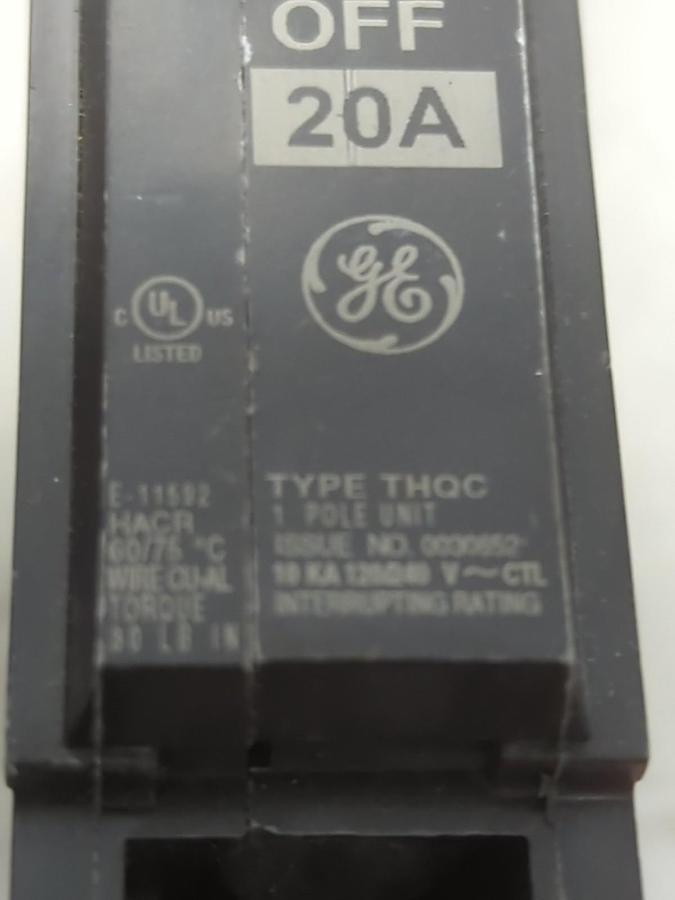 OFF
20A
GE
C UL US
LISTED
E-11592
HACR
60/75 °C
WIRE CU-AL
TORQUE
30 LB IN
TYPE THQC
1 POLE UNIT
ISSUE NO. 
10 KA 120/240 V~ CTL
INTERRUPTING RATING